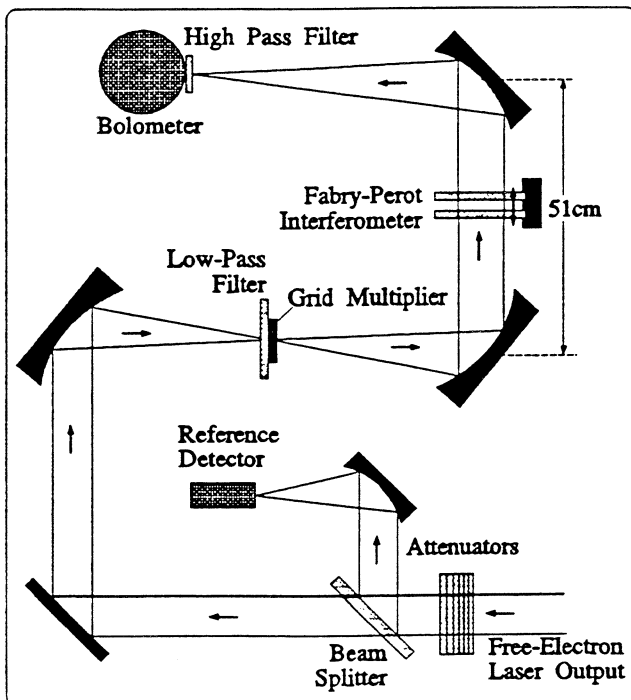 High Pass Filter
Bolometer
Fabry-Perot
Interferometer
51cm
Low-Pass
Filter
Grid Multiplier
Reference
Detector
Attenuators
Beam
Splitter
Free-Electron
Laser Output